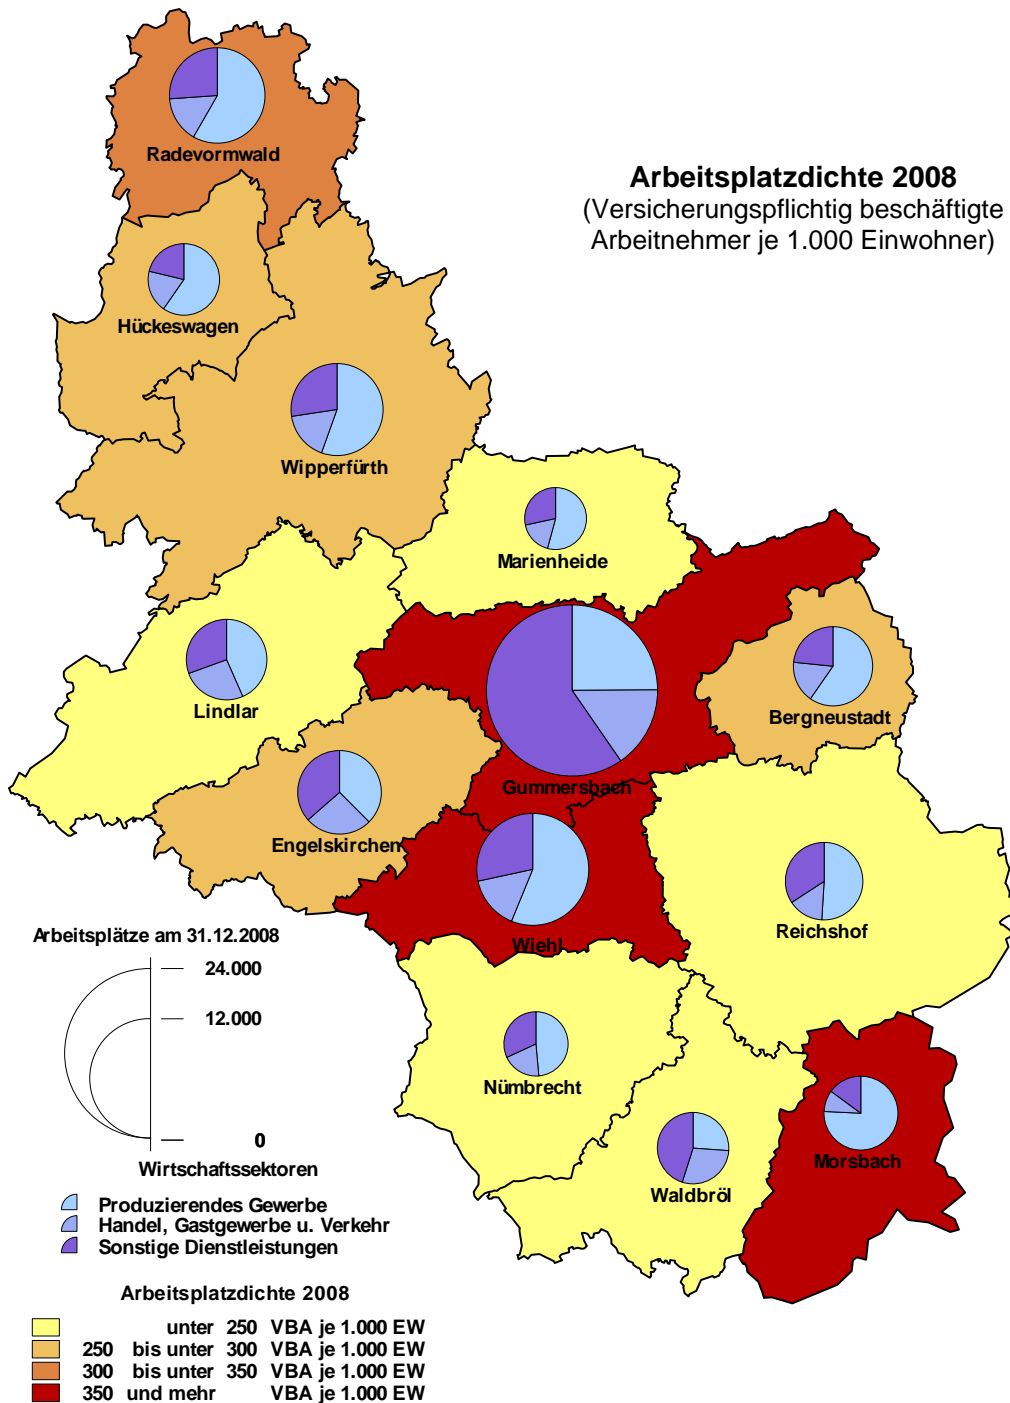 Radevormwald
Arbeitsplatzdichte 2008
(Versicherungspflichtig beschäftigte
Arbeitnehmer je 1.000 Einwohner)
Hückeswagen
Wipperfürth
Marienheide
Lindlar
Bergneustadt
Gummersbach
Engelskirchen
Reichshof
Wiehl
Nümbrecht
Morsbach
Waldbröl
Arbeitsplätze am 31.12.2008
24.000
12.000
0
Wirtschaftssektoren
Produzierendes Gewerbe
Handel, Gastgewerbe u. Verkehr
Sonstige Dienstleistungen
Arbeitsplatzdichte 2008
unter 250 VBA je 1.000 EW
250 bis unter 300 VBA je 1.000 EW
300 bis unter 350 VBA je 1.000 EW
350 und mehr VBA je 1.000 EW